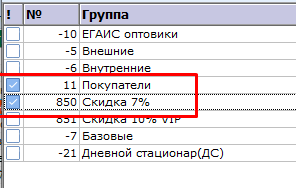 ! № Группа
-10 ЕГАИС оптовики
-5 Внешние
-6 Внутренние
11 Покупатели
850 Скидка 7%
851 Скидка 10% VIP
-7 Базовые
-21 Дневной стационар(ДС)